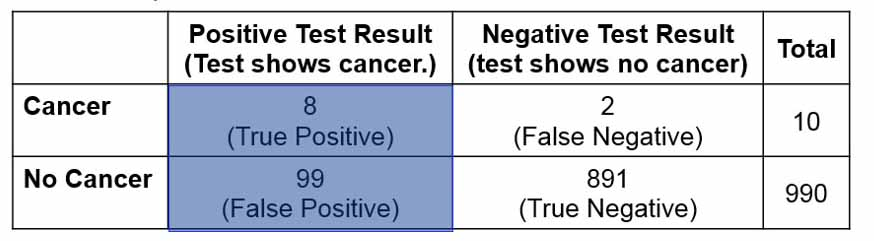 Positive Test Result
(Test shows cancer.)
Negative Test Result
(test shows no cancer)
Total
Cancer
8
(True Positive)
2
(False Negative)
10
No Cancer
99
(False Positive)
891
(True Negative)
990